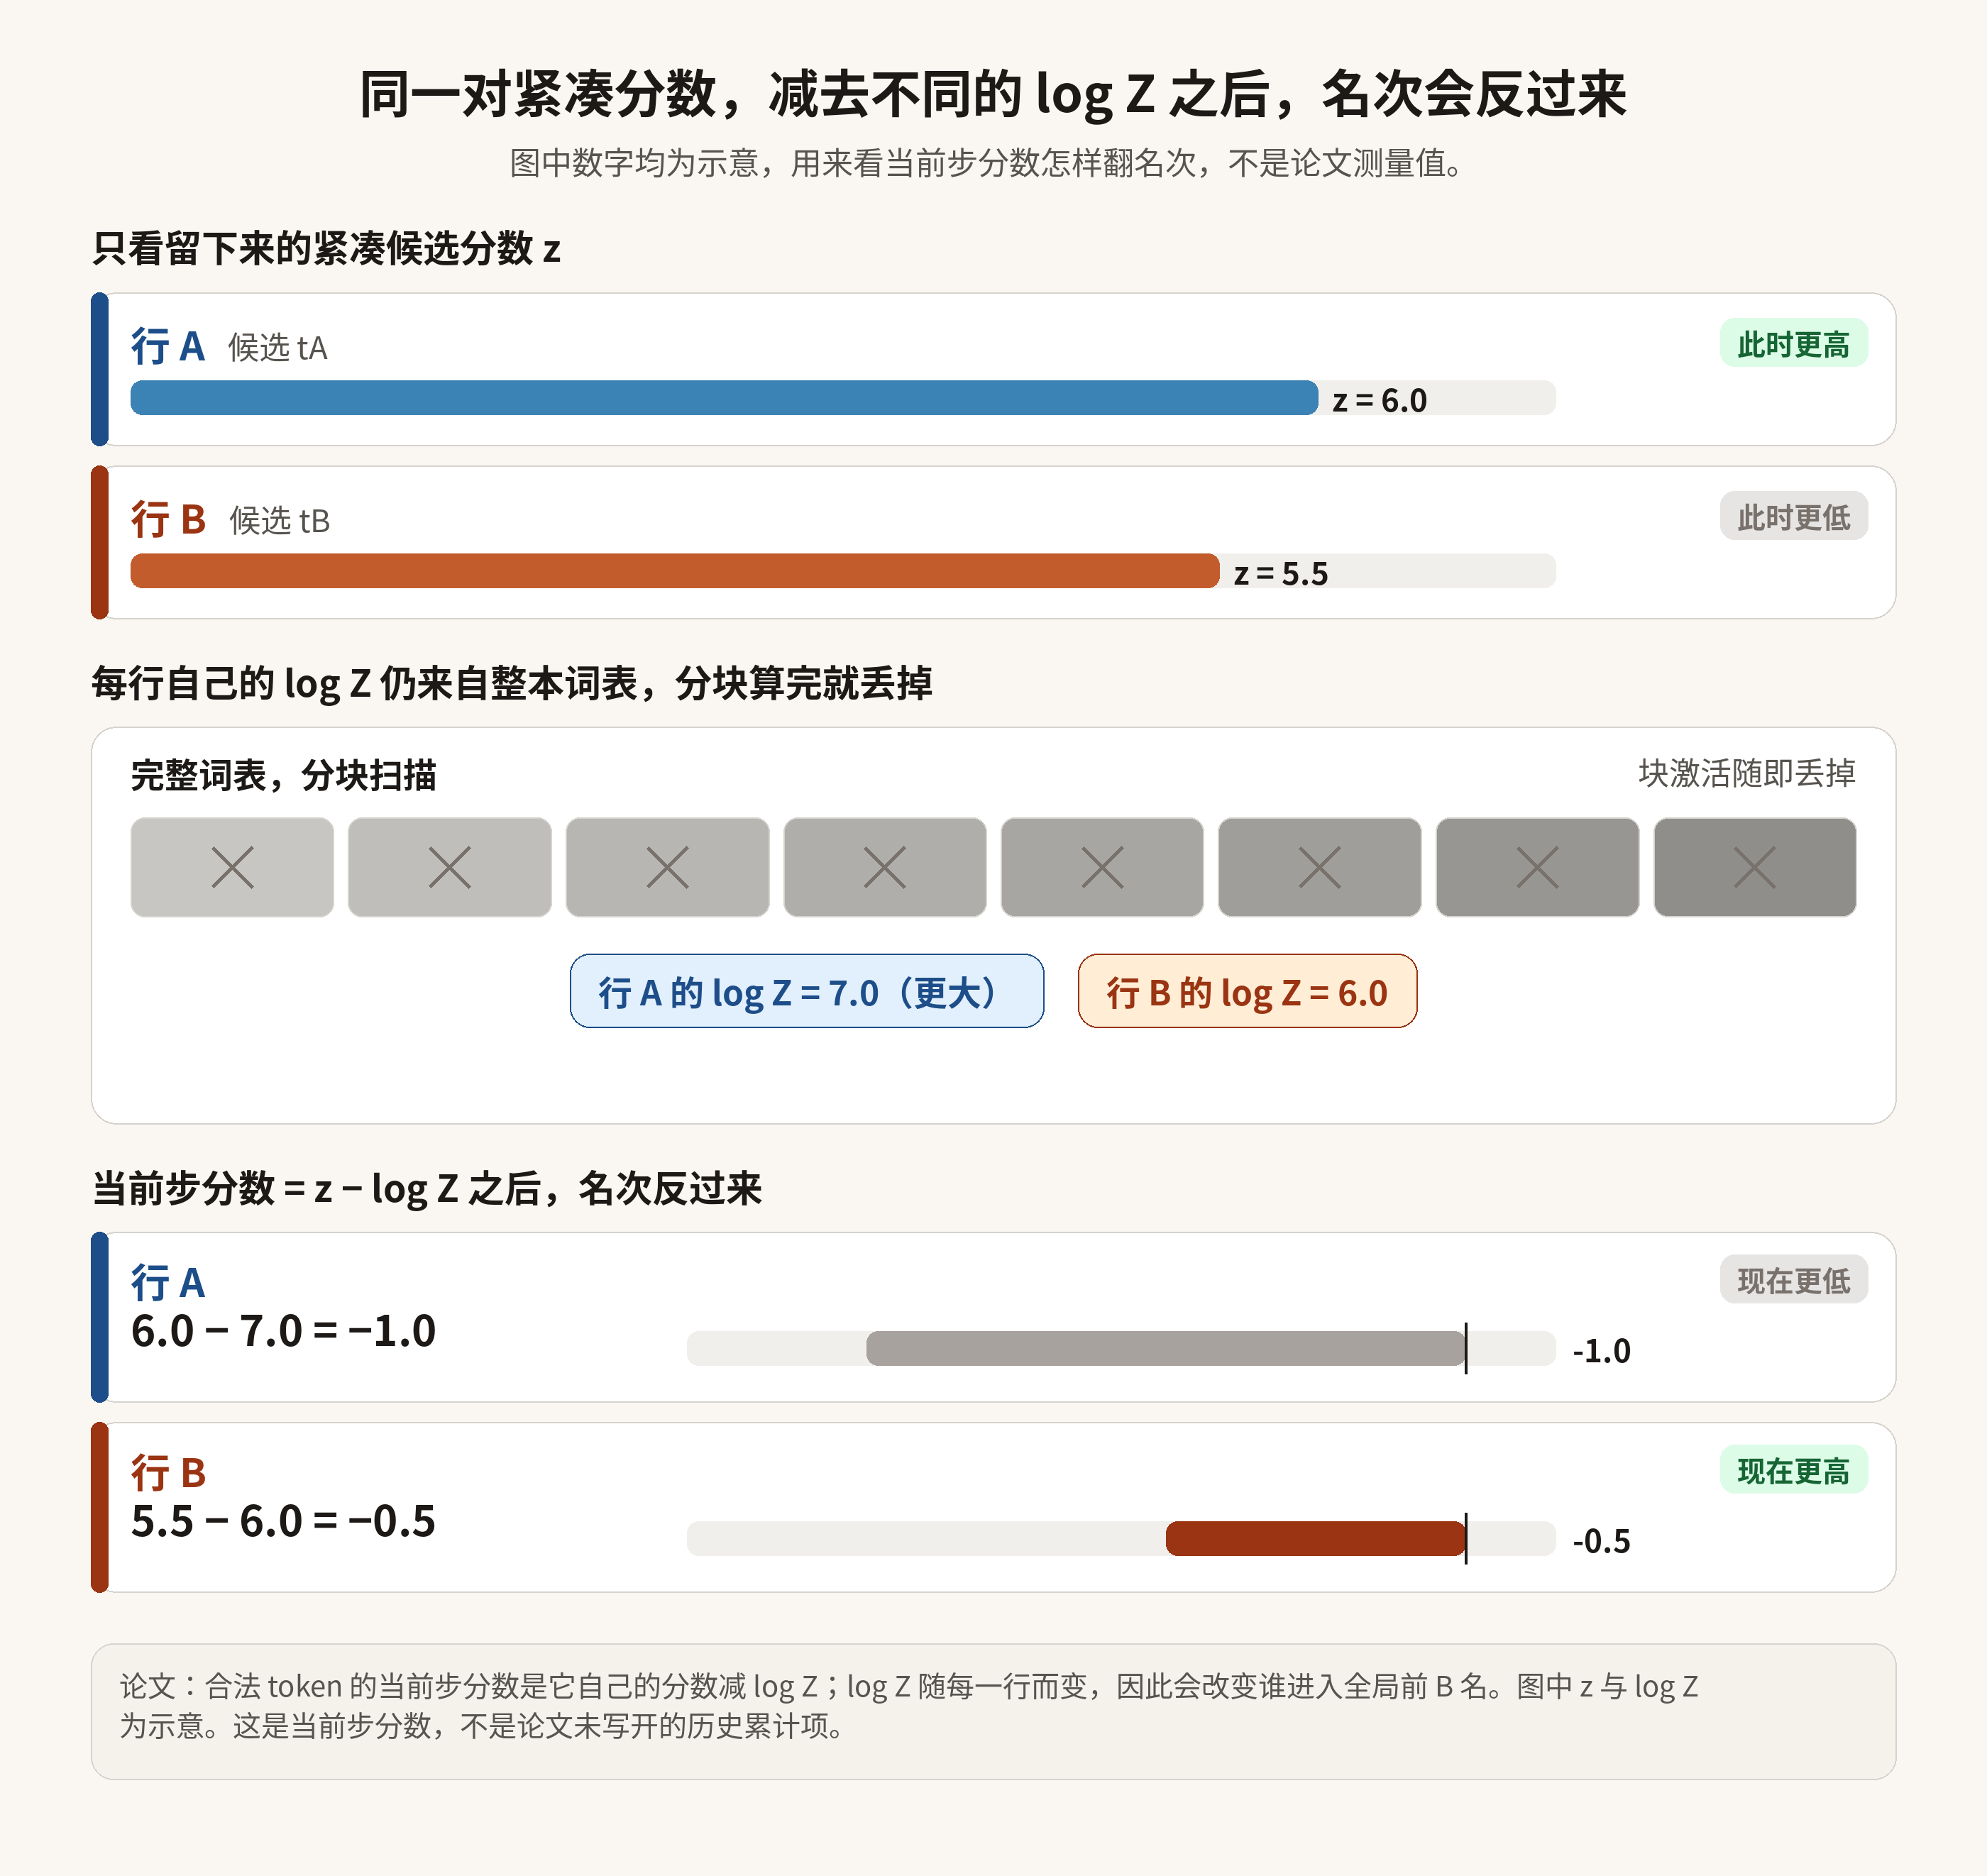 同一对紧凑分数，减去不同的 log Z 之后，名次会反过来
图中数字均为示意，用来看当前步分数怎样翻名次，不是论文测量值。
只看留下来的紧凑候选分数 z
行 A 候选 tA
此时更高
z = 6.0
行 B 候选 tB
此时更低
z = 5.5
每行自己的 log Z 仍来自整本词表，分块算完就丢掉
完整词表，分块扫描
块激活随即丢掉
行 A 的 log Z = 7.0（更大）
行 B 的 log Z = 6.0
当前步分数 = z − log Z 之后，名次反过来
行 A
现在更低
6.0 − 7.0 = −1.0
-1.0
行 B
现在更高
5.5 − 6.0 = −0.5
-0.5
论文：合法 token 的当前步分数是它自己的分数减 log Z；log Z 随每一行而变，因此会改变谁进入全局前 B 名。图中 z 与 log Z
为示意。这是当前步分数，不是论文未写开的历史累计项。